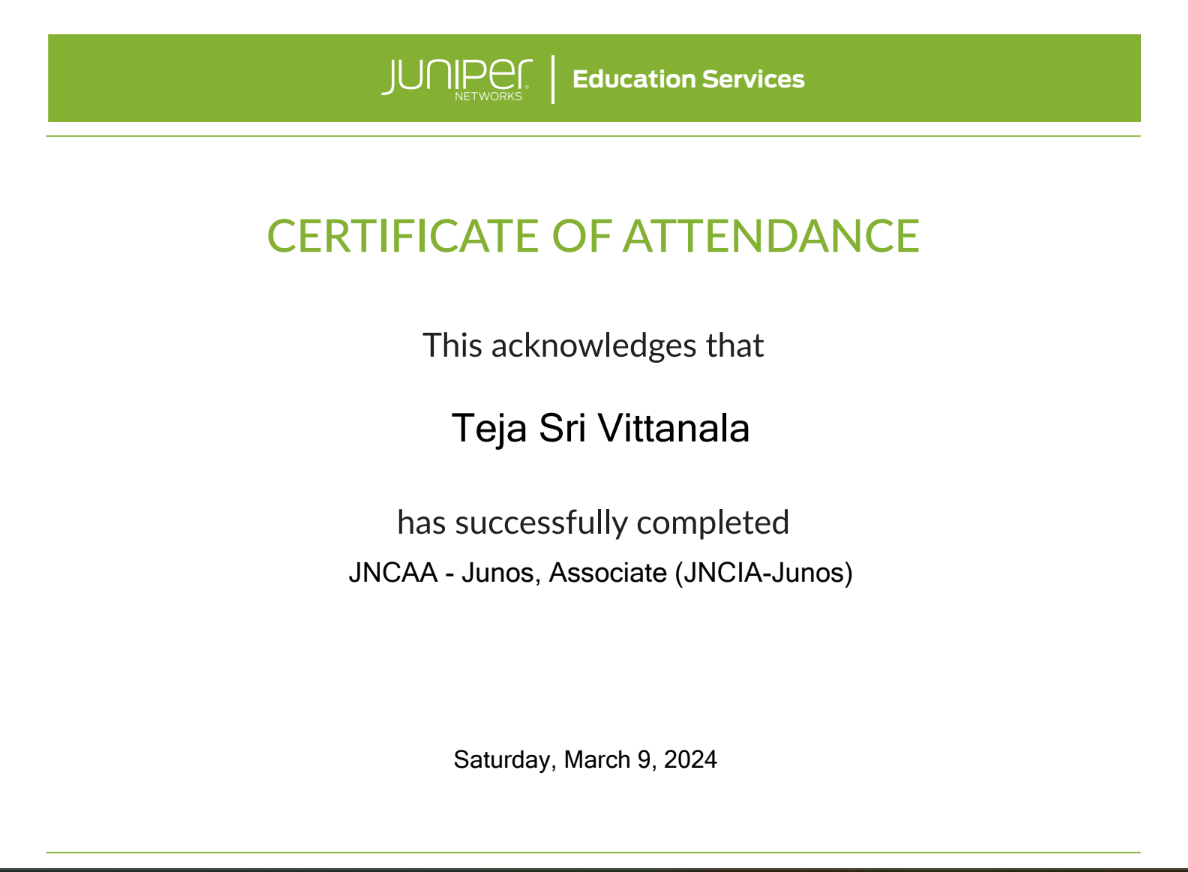 JUNIPEr NETWORKS | Education Services
CERTIFICATE OF ATTENDANCE
This acknowledges that
Teja Sri Vittanala
has successfully completed
JNCAA - Junos, Associate (JNCIA-Junos)
Saturday, March 9, 2024